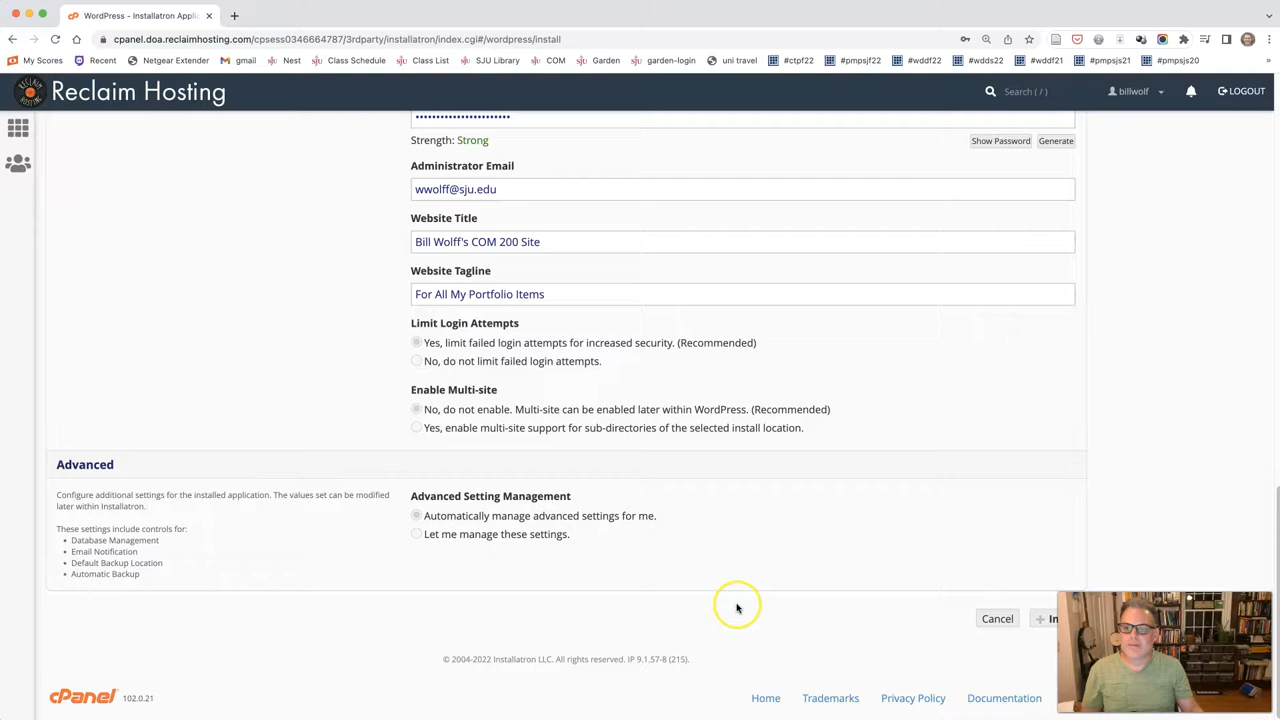 WordPress - Installatron Appli
cpanel.doa.reclaimhosting.com/cpsess0346664787/3rdparty/installatron/index.cgi#/wordpress/install
My Scores Recent Netgear Extender gmail Nest Class Schedule Class List SJU Library COM Garden garden-login uni travel #ctpf22 #pmpsjf22 #wddf22 #wdds22 #wddf21 #pmpsjs21 #pmpsjs20 »
Reclaim Hosting Search ( / ) billwolf LOGOUT
•••••••••••••••••••••••
Strength: Strong Show Password Generate
Administrator Email
wwolff@sju.edu
Website Title
Bill Wolff's COM 200 Site
Website Tagline
For All My Portfolio Items
Limit Login Attempts
Yes, limit failed login attempts for increased security. (Recommended)
No, do not limit failed login attempts.
Enable Multi-site
No, do not enable. Multi-site can be enabled later within WordPress. (Recommended)
Yes, enable multi-site support for sub-directories of the selected install location.
Advanced
Configure additional settings for the installed application. The values set can be modified
later within Installatron.
These settings include controls for:
• Database Management
• Email Notification
• Default Backup Location
• Automatic Backup
Advanced Setting Management
Automatically manage advanced settings for me.
Let me manage these settings.
Cancel + In
© 2004-2022 Installatron LLC. All rights reserved. IP 9.1.57-8 (215).
cPanel 102.0.21 Home Trademarks Privacy Policy Documentation